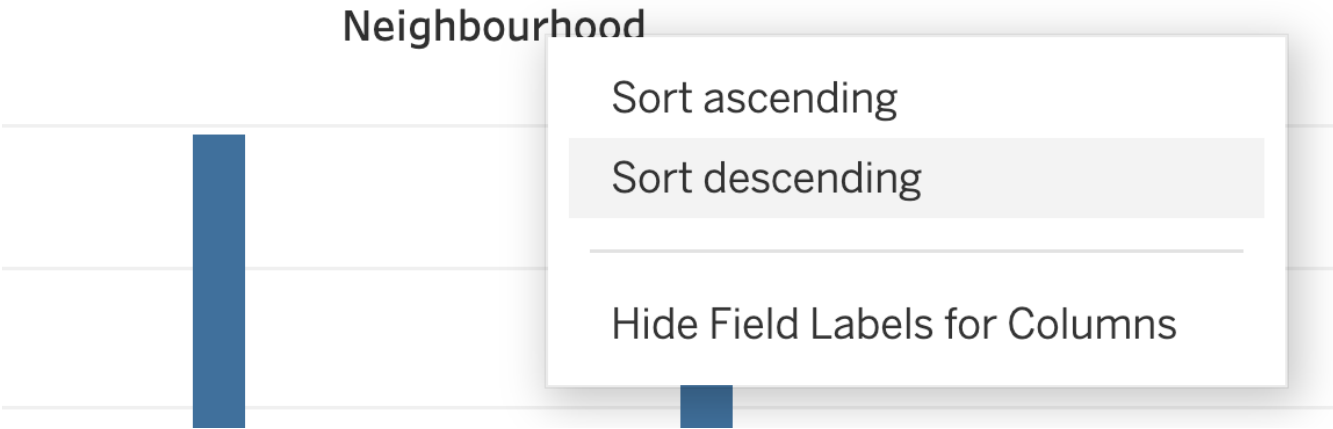 Neighbourhood
Sort ascending
Sort descending
Hide Field Labels for Columns